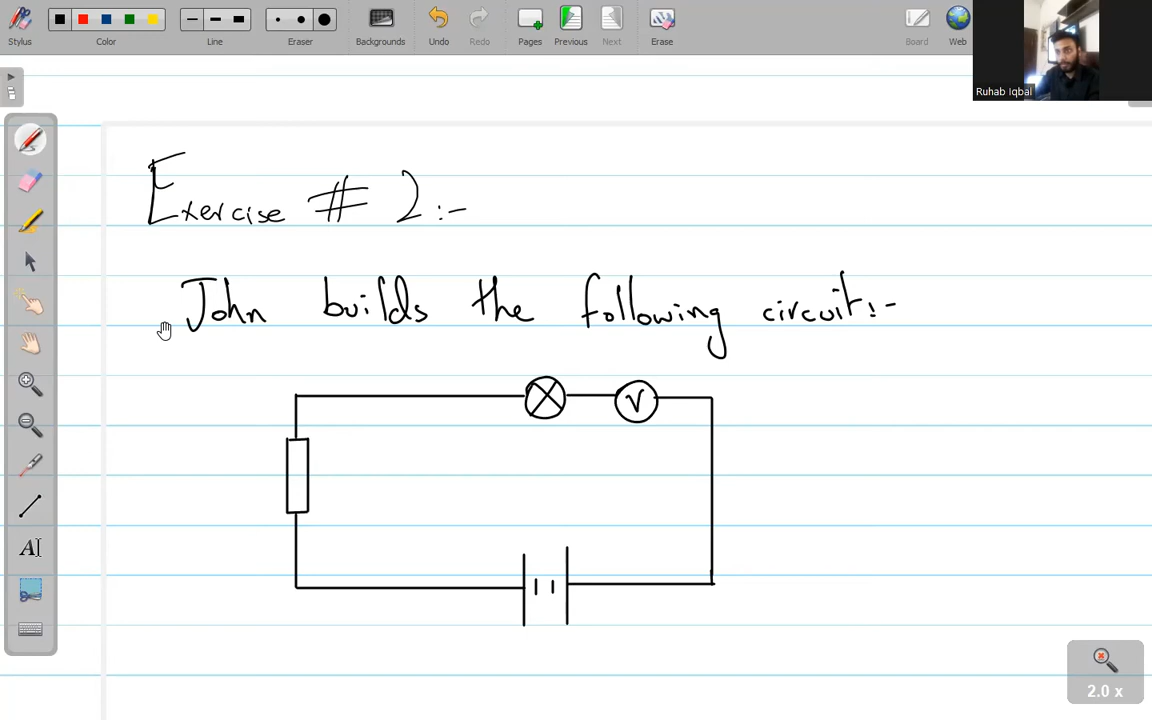 Stylus Color Line Eraser Backgrounds Undo Redo Pages Previous Next Erase Board Web
Ruhab Iqbal
Exercise # 2:-
John builds the following circuit:-
V
A
2.0 x